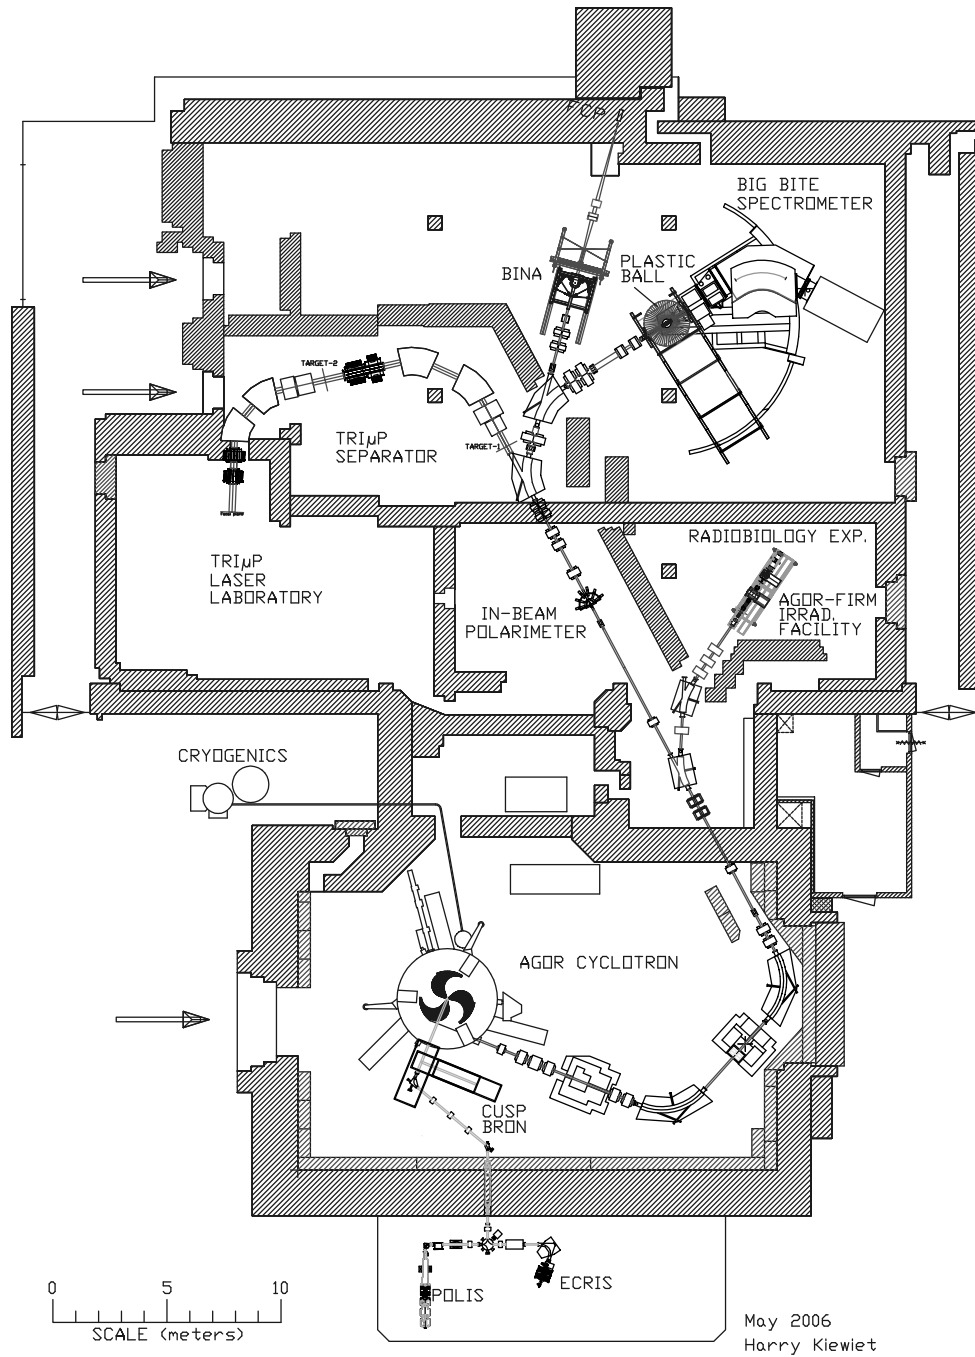 FCP
BIG BITE
SPECTROMETER
PLASTIC
BALL
BINA
TARGET-2
TRIμP
SEPARATOR
TARGET-1
RADIOBIOLOGY EXP.
TRIμP
LASER
LABORATORY
IN-BEAM
POLARIMETER
AGOR-FIRM
IRRAD.
FACILITY
CRYOGENICS
AGOR CYCLOTRON
CUSP
BRON
POLIS
ECRIS
0 5 10
SCALE (meters)
May 2006
Harry Kiewiet